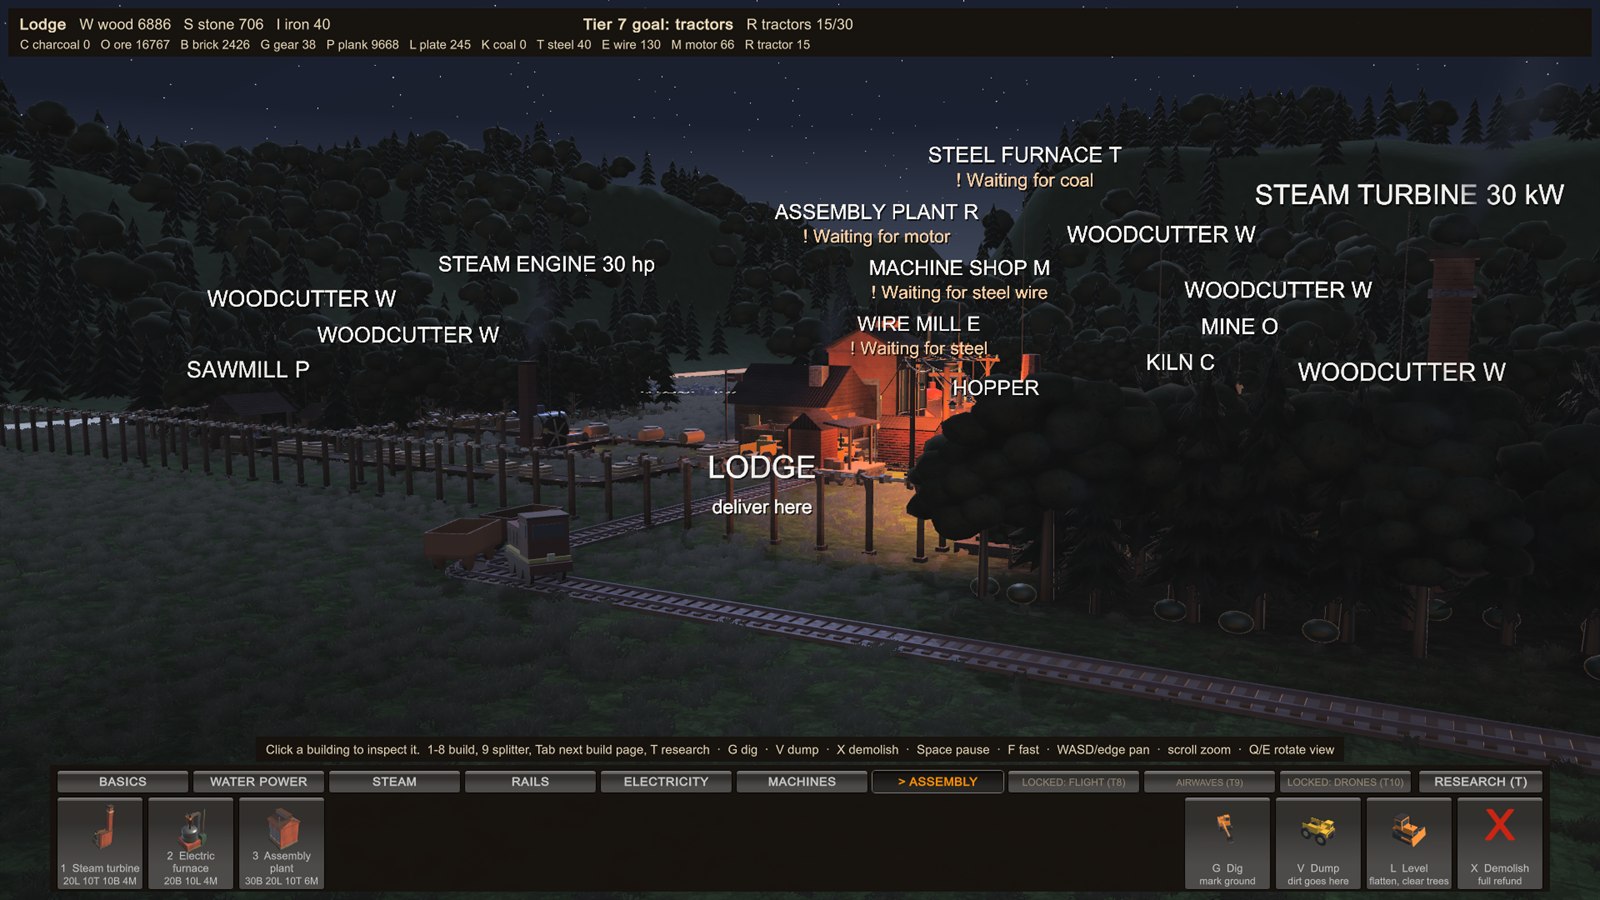 Lodge W wood 6886 S stone 706 I iron 40
Tier 7 goal: tractors R tractors 15/30
C charcoal 0 O ore 16767 B brick 2426 G gear 38 P plank 9668 L plate 245 K coal 0 T steel 40 E wire 130 M motor 66 R tractor 15
STEEL FURNACE T
! Waiting for coal
STEAM TURBINE 30 kW
ASSEMBLY PLANT R
! Waiting for motor
WOODCUTTER W
STEAM ENGINE 30 hp
MACHINE SHOP M
! Waiting for steel wire
WOODCUTTER W
WOODCUTTER W
WIRE MILL E
! Waiting for steel
MINE O
WOODCUTTER W
SAWMILL P
KILN C
WOODCUTTER W
HOPPER
LODGE
deliver here
Click a building to inspect it. 1-8 build, 9 splitter, Tab next build page, T research · G dig · V dump · X demolish · Space pause · F fast · WASD/edge pan · scroll zoom · Q/E rotate view
BASICS
WATER POWER
STEAM
RAILS
ELECTRICITY
MACHINES
> ASSEMBLY
LOCKED: FLIGHT (T8)
AIRWAVES (T9)
LOCKED: DRONES (T10)
RESEARCH (T)
1 Steam turbine
20L 10T 10B 4M
2 Electric
furnace
20B 10L 4M
3 Assembly
plant
30B 20L 10T 6M
G Dig
mark ground
V Dump
dirt goes here
L Level
flatten, clear trees
X Demolish
full refund